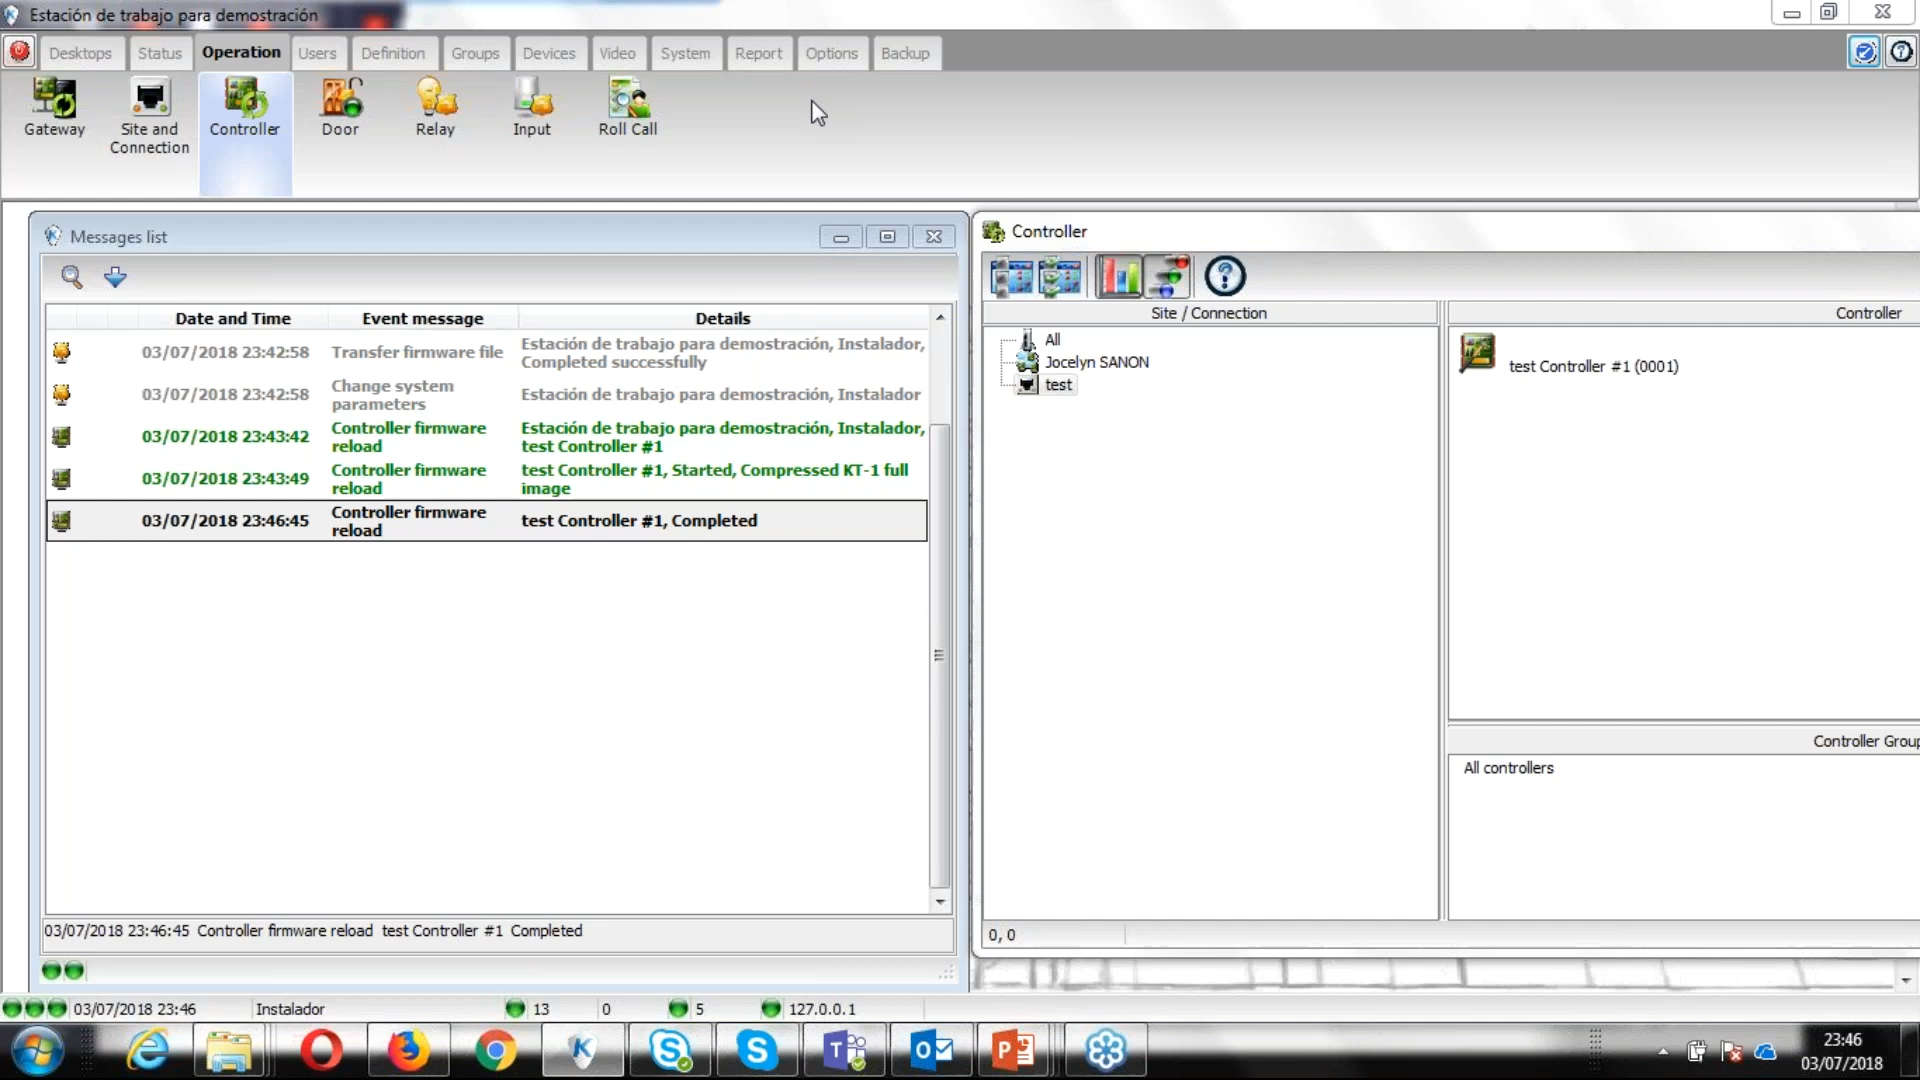 Estación de trabajo para demostración
Desktops Status Operation Users Definition Groups Devices Video System Report Options Backup
Gateway Site and Connection Controller Door Relay Input Roll Call
Messages list
Date and Time Event message Details
03/07/2018 23:42:58 Transfer firmware file Estación de trabajo para demostración, Instalador,
Completed successfully
03/07/2018 23:42:58 Change system
parameters Estación de trabajo para demostración, Instalador
03/07/2018 23:43:42 Controller firmware
reload Estación de trabajo para demostración, Instalador,
test Controller #1
03/07/2018 23:43:49 Controller firmware
reload test Controller #1, Started, Compressed KT-1 full
image
03/07/2018 23:46:45 Controller firmware
reload test Controller #1, Completed
03/07/2018 23:46:45 Controller firmware reload test Controller #1 Completed
Controller
Site / Connection
All
Jocelyn SANON
test
Controller
test Controller #1 (0001)
Controller Group
All controllers
0, 0
03/07/2018 23:46 Instalador 13 0 5 127.0.0.1
23:46
03/07/2018